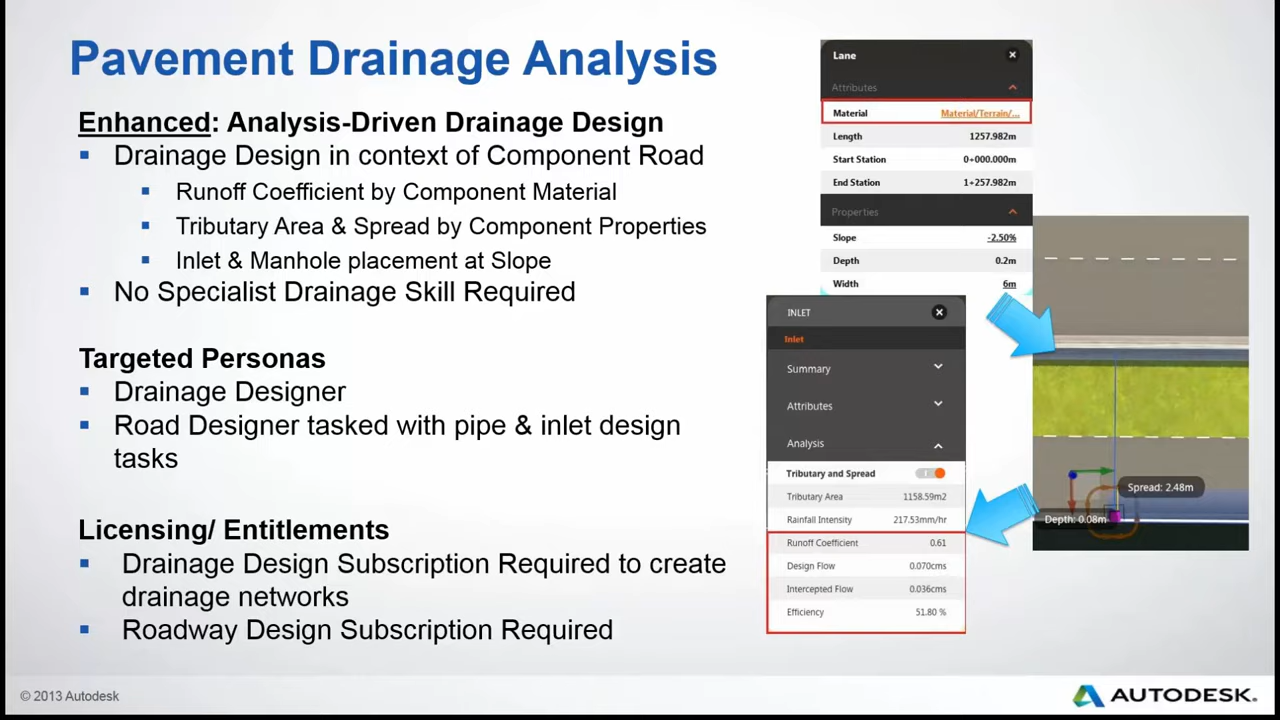 Pavement Drainage Analysis
Enhanced: Analysis-Driven Drainage Design
Drainage Design in context of Component Road
Runoff Coefficient by Component Material
Tributary Area & Spread by Component Properties
Inlet & Manhole placement at Slope
No Specialist Drainage Skill Required
Targeted Personas
Drainage Designer
Road Designer tasked with pipe & inlet design
tasks
Licensing/ Entitlements
Drainage Design Subscription Required to create
drainage networks
Roadway Design Subscription Required
Lane
Attributes
Material Material/Terrain/...
Length 1257.982m
Start Station 0+000.000m
End Station 1+257.982m
Properties
Slope -2.50%
Depth 0.2m
Width 6m
INLET
Inlet
Summary
Attributes
Analysis
Tributary and Spread
Tributary Area 1158.59m2
Rainfall Intensity 217.53mm/hr
Runoff Coefficient 0.61
Design Flow 0.070cms
Intercepted Flow 0.036cms
Efficiency 51.80 %
Spread: 2.48m
Depth: 0.08m
© 2013 Autodesk
AUTODESK.